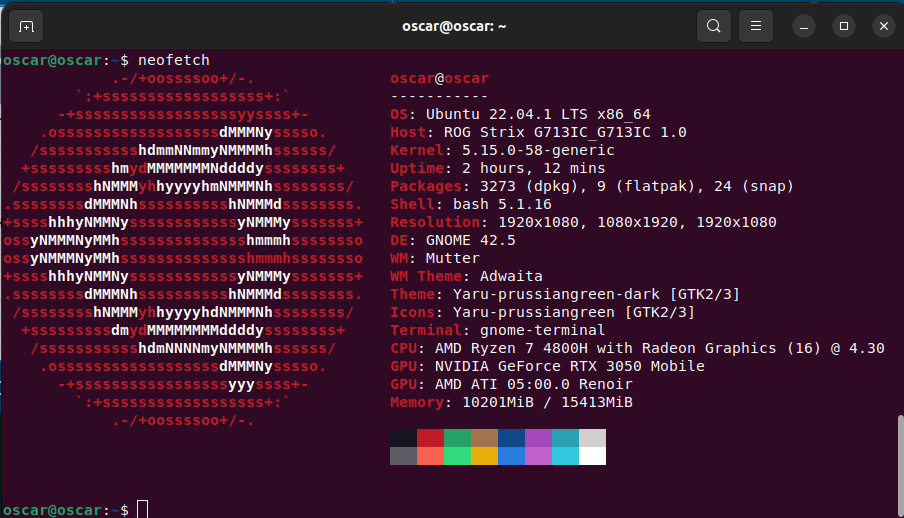 oscar@oscar: ~
oscar@oscar:~$ neofetch
            .-/+oossssoo+/-.               oscar@oscar
        `:+ssssssssssssssssss+:`           -----------
      -+ssssssssssssssssssyyssss+-         OS: Ubuntu 22.04.1 LTS x86_64
    .ossssssssssssssssssdMMMNysssso.       Host: ROG Strix G713IC_G713IC 1.0
   /ssssssssssshdmmNNmmyNMMMMhssssss/      Kernel: 5.15.0-58-generic
  +ssssssssshmydMMMMMMMNddddyssssssss+     Uptime: 2 hours, 12 mins
 /sssssssshNMMMyhhyyyyhmNMMMNhssssssss/    Packages: 3273 (dpkg), 9 (flatpak), 24 (snap)
.ssssssssdMMMNhsssssssssshNMMMdssssssss.   Shell: bash 5.1.16
+sssshhhyNMMNyssssssssssssyNMMMysssssss+   Resolution: 1920x1080, 1080x1920, 1920x1080
ossyNMMMNyMMhsssssssssssssshmmmhssssssso   DE: GNOME 42.5
ossyNMMMNyMMhsssssssssssssshmmmhssssssso   WM: Mutter
+sssshhhyNMMNyssssssssssssyNMMMysssssss+   WM Theme: Adwaita
.ssssssssdMMMNhsssssssssshNMMMdssssssss.   Theme: Yaru-prussiangreen-dark [GTK2/3]
 /sssssssshNMMMyhhyyyyhdNMMMNhssssssss/    Icons: Yaru-prussiangreen [GTK2/3]
  +sssssssssdmydMMMMMMMMddddyssssssss+     Terminal: gnome-terminal
   /ssssssssssshdmNNNNmyNMMMMhssssss/      CPU: AMD Ryzen 7 4800H with Radeon Graphics (16) @ 4.30
    .ossssssssssssssssssdMMMNysssso.       GPU: NVIDIA GeForce RTX 3050 Mobile
      -+sssssssssssssssssyyyssss+-         GPU: AMD ATI 05:00.0 Renoir
        `:+ssssssssssssssssss+:`           Memory: 10201MiB / 15413MiB
            .-/+oossssoo+/-.
oscar@oscar:~$